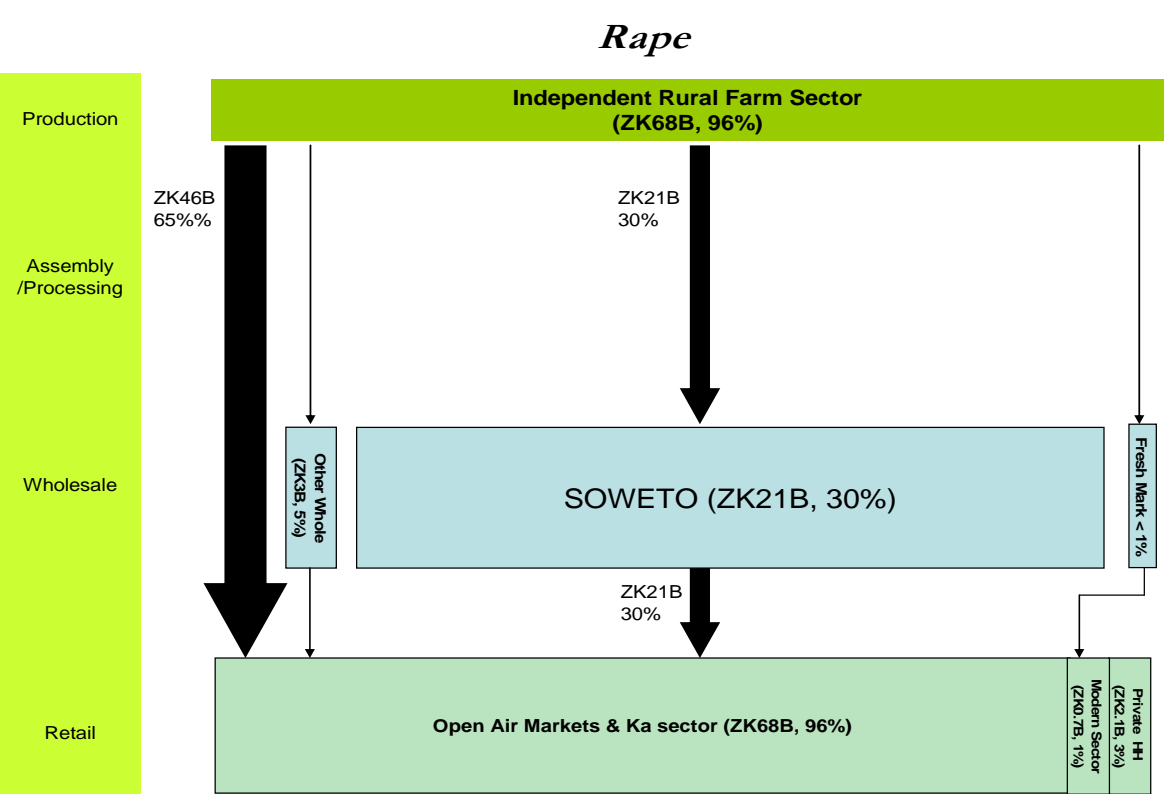 Rape
Production
Independent Rural Farm Sector
(ZK68B, 96%)
ZK46B
65%%
ZK21B
30%
Assembly
/Processing
Wholesale
Other Whole
(ZK3B, 5%)
SOWETO (ZK21B, 30%)
Fresh Mark < 1%
ZK21B
30%
Retail
Open Air Markets & Ka sector (ZK68B, 96%)
Modern Sector
(ZK0.7B, 1%)
Private HH
(ZK2.1B, 3%)